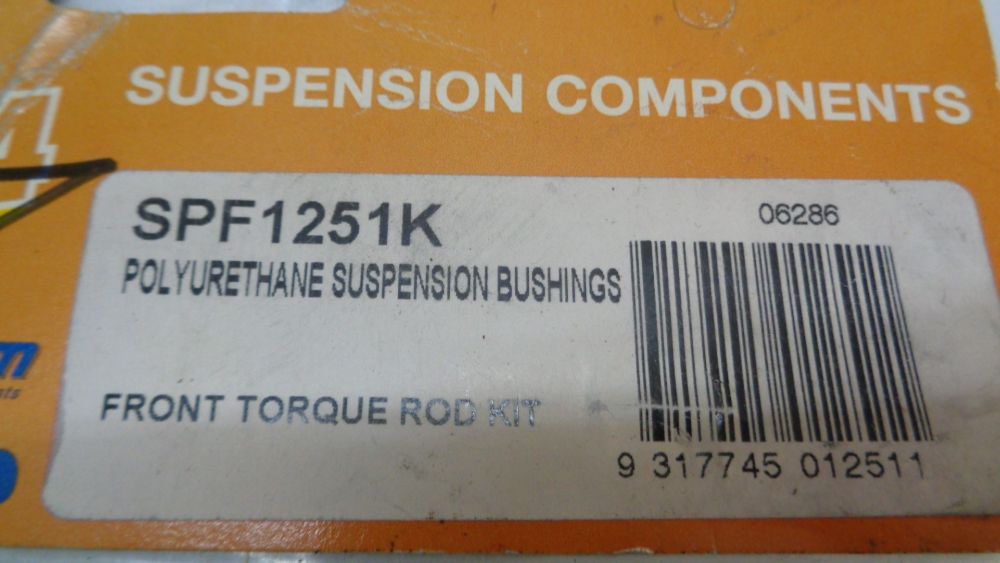 SUSPENSION COMPONENTS
SPF1251K
06286
POLYURETHANE SUSPENSION BUSHINGS
FRONT TORQUE ROD KIT
9 317745 012511